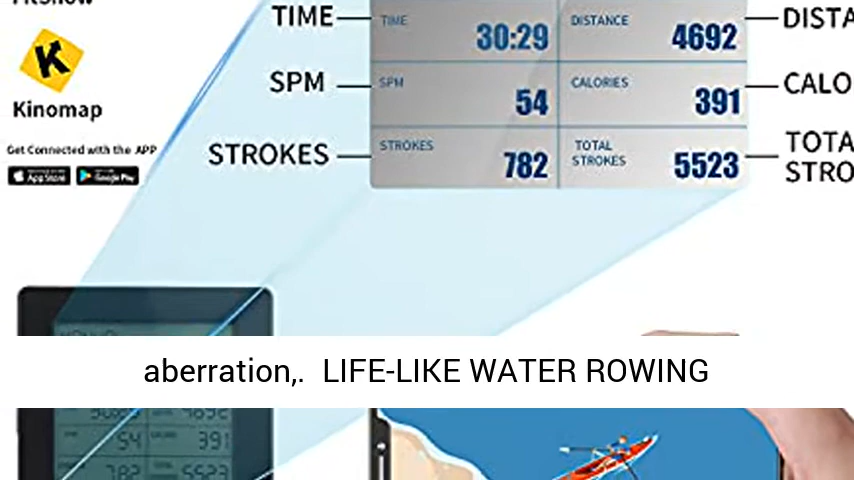 TIME
TIME
30:29
DISTANCE
4692
DISTA
Kinomap
SPM
SPM
54
CALORIES
391
CALO
Get Connected with the APP
App Store
Google Play
STROKES
STROKES
782
TOTAL
STROKES
5523
TOTA
STRO
aberration,. LIFE-LIKE WATER ROWING
54
391
782
5523